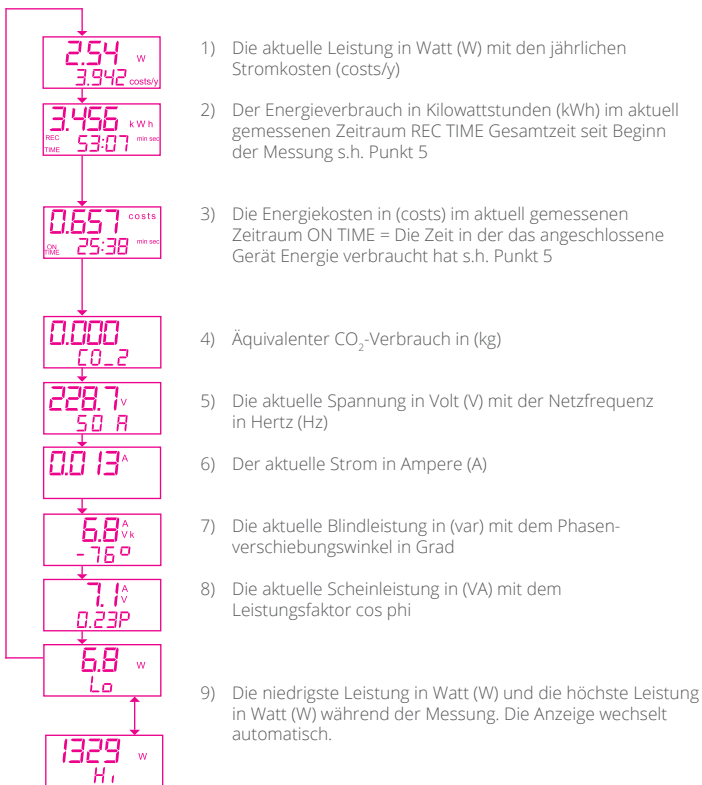 2.54 W
3.942 costs/y
1) Die aktuelle Leistung in Watt (W) mit den jährlichen
Stromkosten (costs/y)
3.456 kWh
REC TIME 53:07 min sec
2) Der Energieverbrauch in Kilowattstunden (kWh) im aktuell
gemessenen Zeitraum REC TIME Gesamtzeit seit Beginn
der Messung s.h. Punkt 5
0.657 costs
ON TIME 25:38 min sec
3) Die Energiekosten in (costs) im aktuell gemessenen
Zeitraum ON TIME = Die Zeit in der das angeschlossene
Gerät Energie verbraucht hat s.h. Punkt 5
0.000
CO_2
4) Äquivalenter CO₂-Verbrauch in (kg)
228.7 V
50 A
5) Die aktuelle Spannung in Volt (V) mit der Netzfrequenz
in Hertz (Hz)
0.013 A
6) Der aktuelle Strom in Ampere (A)
6.8 A Vk
-76°
7) Die aktuelle Blindleistung in (var) mit dem Phasen-
verschiebungswinkel in Grad
7.1 A V
0.23P
8) Die aktuelle Scheinleistung in (VA) mit dem
Leistungsfaktor cos phi
6.8 W
Lo
9) Die niedrigste Leistung in Watt (W) und die höchste Leistung
in Watt (W) während der Messung. Die Anzeige wechselt
automatisch.
1329 W
Hi